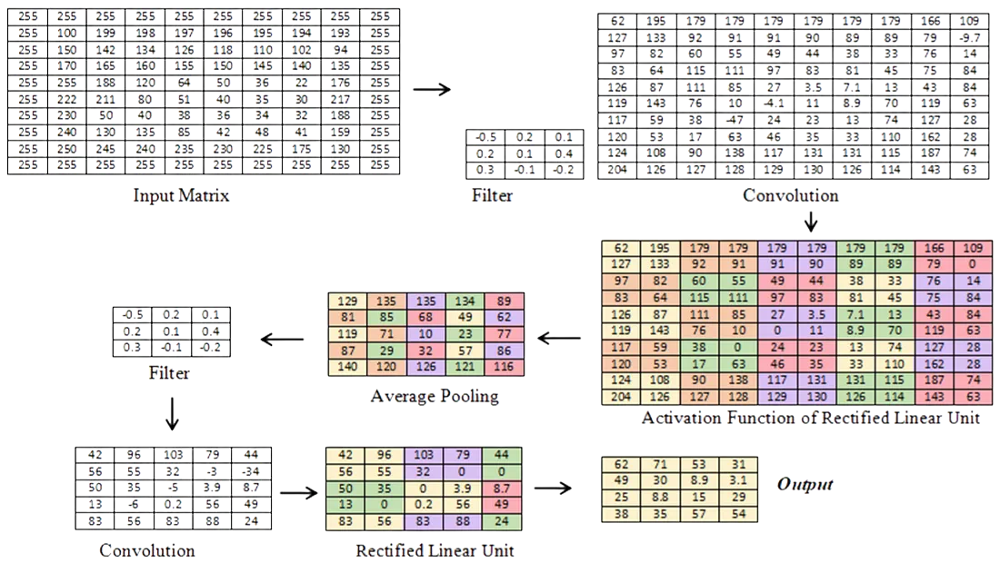 255 255 255 255 255 255 255 255 255 255
255 100 199 198 197 196 195 194 193 255
255 150 142 134 126 118 110 102 94 255
255 170 165 160 155 150 145 140 135 255
255 255 188 120 64 50 36 22 176 255
255 222 211 80 51 40 35 30 217 255
255 230 50 40 38 36 34 32 188 255
255 240 130 135 85 42 48 41 159 255
255 250 245 240 235 230 225 175 130 255
255 255 255 255 255 255 255 255 255 255
Input Matrix
-0.5 0.2 0.1
0.2 0.1 0.4
0.3 -0.1 -0.2
Filter
62 195 179 179 179 179 179 179 166 109
127 133 92 91 91 90 89 89 79 -9.7
97 82 60 55 49 44 38 33 76 14
83 64 115 111 97 83 81 45 75 84
126 87 111 85 27 3.5 7.1 13 43 84
119 143 76 10 -4.1 11 8.9 70 119 63
117 59 38 -47 24 23 13 74 127 28
120 53 17 63 46 35 33 110 162 28
124 108 90 138 117 131 131 115 187 74
204 126 127 128 129 130 126 114 143 63
Convolution
62 195 179 179 179 179 179 179 166 109
127 133 92 91 91 90 89 89 79 0
97 82 60 55 49 44 38 33 76 14
83 64 115 111 97 83 81 45 75 84
126 87 111 85 27 3.5 7.1 13 43 84
119 143 76 10 0 11 8.9 70 119 63
117 59 38 0 24 23 13 74 127 28
120 53 17 63 46 35 33 110 162 28
124 108 90 138 117 131 131 115 187 74
204 126 127 128 129 130 126 114 143 63
Activation Function of Rectified Linear Unit
129 135 135 134 89
81 85 68 49 62
119 71 10 23 77
87 29 32 57 86
140 120 126 121 116
Average Pooling
-0.5 0.2 0.1
0.2 0.1 0.4
0.3 -0.1 -0.2
Filter
42 96 103 79 44
56 55 32 -3 -34
50 35 -5 3.9 8.7
13 -6 0.2 56 49
83 56 83 88 24
Convolution
42 96 103 79 44
56 55 32 0 0
50 35 0 3.9 8.7
13 0 0.2 56 49
83 56 83 88 24
Rectified Linear Unit
62 71 53 31
49 30 8.9 3.1
25 8.8 15 29
38 35 57 54
Output